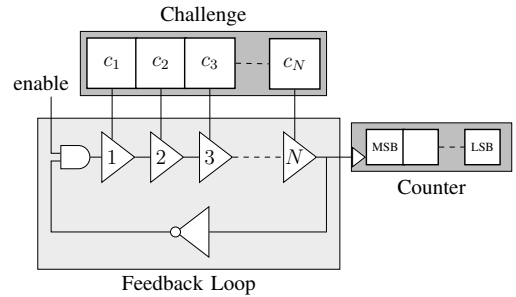 Challenge
c1 c2 c3 cN
enable
1 2 3 N
MSB LSB
Counter
Feedback Loop